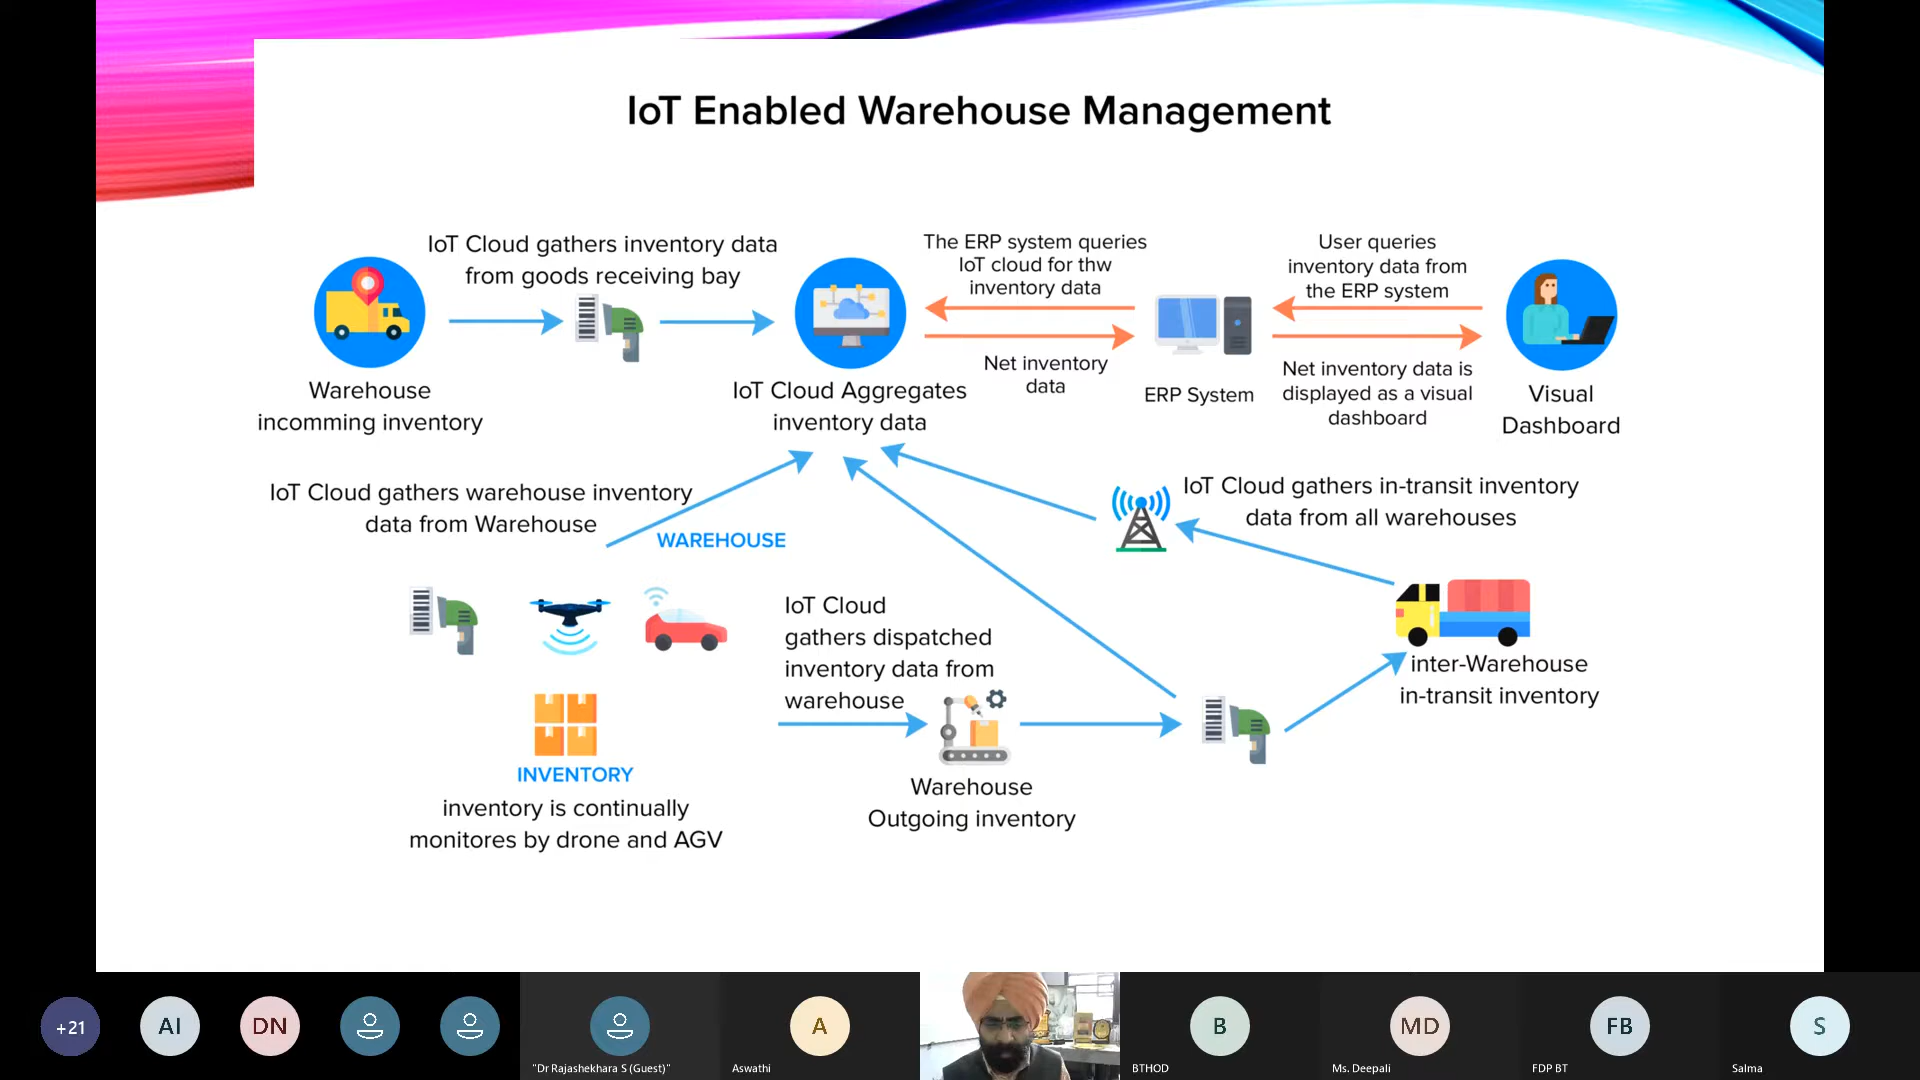 IoT Enabled Warehouse Management
IoT Cloud gathers inventory data
from goods receiving bay
The ERP system queries
IoT cloud for thw
inventory data
User queries
inventory data from
the ERP system
Warehouse
incomming inventory
IoT Cloud Aggregates
inventory data
Net inventory
data
ERP System
Net inventory data is
displayed as a visual
dashboard
Visual
Dashboard
IoT Cloud gathers warehouse inventory
data from Warehouse
WAREHOUSE
IoT Cloud gathers in-transit inventory
data from all warehouses
IoT Cloud
gathers dispatched
inventory data from
warehouse
inter-Warehouse
in-transit inventory
INVENTORY
inventory is continually
monitores by drone and AGV
Warehouse
Outgoing inventory
+21
AI
DN
"Dr Rajashekhara S (Guest)"
A
Aswathi
B
BTHOD
MD
Ms. Deepali
FB
FDP BT
S
Salma